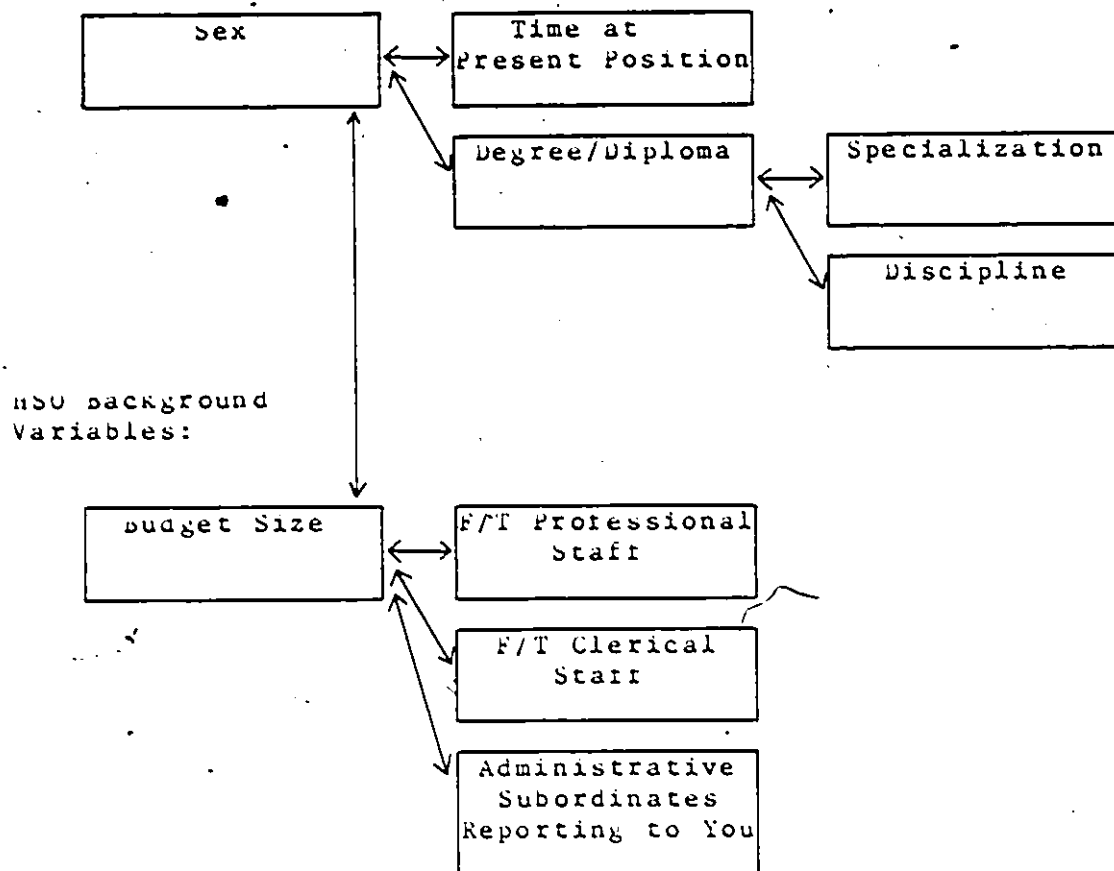 Sex
Time at
Present Position
Degree/Diploma
Specialization
Discipline
HSO Background
Variables:
Budget Size
F/T Professional
Staff
F/T Clerical
Staff
Administrative
Subordinates
Reporting to You